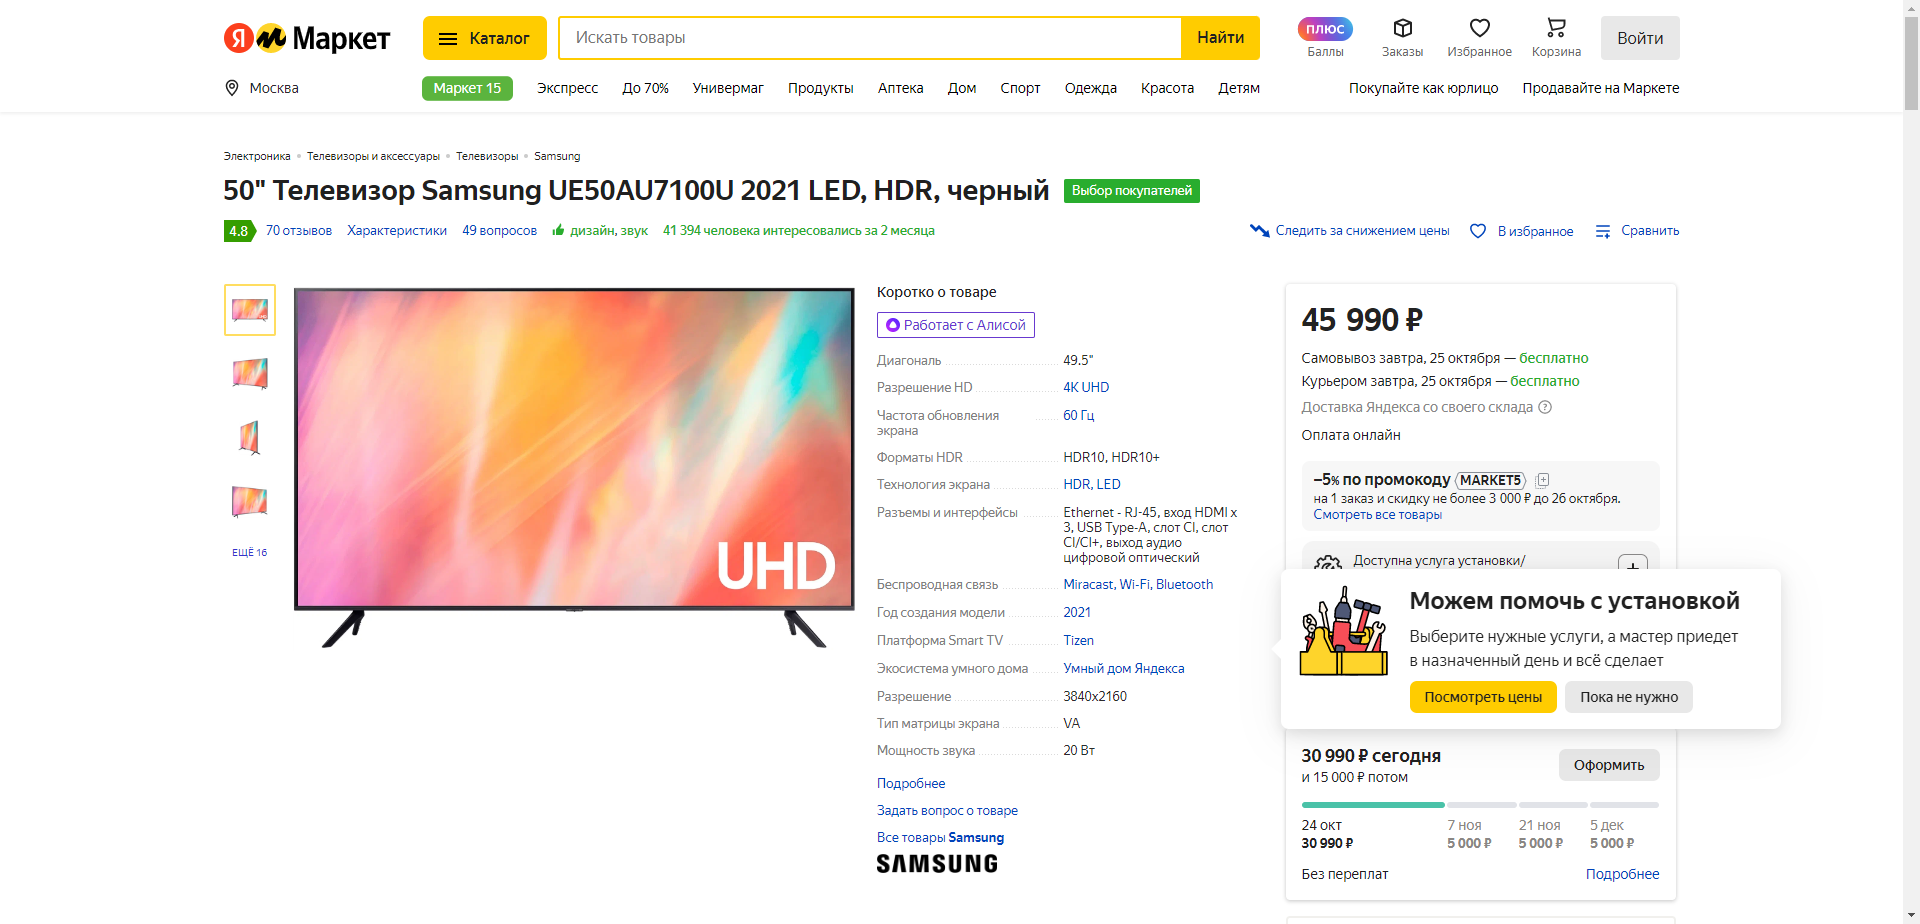 Я Маркет
Каталог
Искать товары
Найти
плюс
Баллы
Заказы
Избранное
Корзина
Войти
Москва
Маркет 15
Экспресс
До 70%
Универмаг
Продукты
Аптека
Дом
Спорт
Одежда
Красота
Детям
Покупайте как юрлицо
Продавайте на Маркете
Электроника • Телевизоры и аксессуары • Телевизоры • Samsung
50" Телевизор Samsung UE50AU7100U 2021 LED, HDR, черный
Выбор покупателей
4.8
70 отзывов
Характеристики
49 вопросов
дизайн, звук
41 394 человека интересовались за 2 месяца
Следить за снижением цены
В избранное
Сравнить
ЕЩЁ 16
UHD
Коротко о товаре
Работает с Алисой
Диагональ 49.5"
Разрешение HD 4K UHD
Частота обновления 60 Гц
экрана
Форматы HDR HDR10, HDR10+
Технология экрана HDR, LED
Разъемы и интерфейсы Ethernet - RJ-45, вход HDMI x
3, USB Type-A, слот CI, слот
CI/CI+, выход аудио
цифровой оптический
Беспроводная связь Miracast, Wi-Fi, Bluetooth
Год создания модели 2021
Платформа Smart TV Tizen
Экосистема умного дома Умный дом Яндекса
Разрешение 3840x2160
Тип матрицы экрана VA
Мощность звука 20 Вт
Подробнее
Задать вопрос о товаре
Все товары Samsung
SAMSUNG
45 990 ₽
Самовывоз завтра, 25 октября — бесплатно
Курьером завтра, 25 октября — бесплатно
Доставка Яндекса со своего склада ?
Оплата онлайн
−5% по промокоду MARKET5
на 1 заказ и скидку не более 3 000 ₽ до 26 октября.
Смотреть все товары
Доступна услуга установки/
Можем помочь с установкой
Выберите нужные услуги, а мастер приедет
в назначенный день и всё сделает
Посмотреть цены
Пока не нужно
30 990 ₽ сегодня
и 15 000 ₽ потом
Оформить
24 окт 7 ноя 21 ноя 5 дек
30 990 ₽ 5 000 ₽ 5 000 ₽ 5 000 ₽
Без переплат
Подробнее